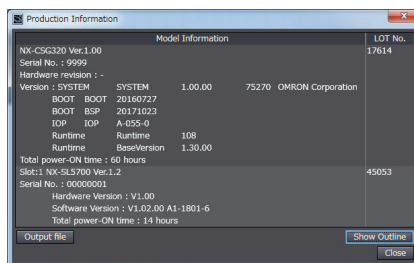 Production Information
Model Information LOT No.
NX-CSG320 Ver.1.00 17614
Serial No. : 9999
Hardware revision : -
Version : SYSTEM SYSTEM 1.00.00 75270 OMRON Corporation
BOOT BOOT 20160727
BOOT BSP 20171023
IOP IOP A-055-0
Runtime Runtime 108
Runtime BaseVersion 1.30.00
Total power-ON time : 60 hours
Slot:1 NX-SL5700 Ver.1.2 45053
Serial No. : 00000001
Hardware Version : V1.00
Software Version : V1.02.00 A1-1801-6
Total power-ON time : 14 hours
Output file Show Outline
Close